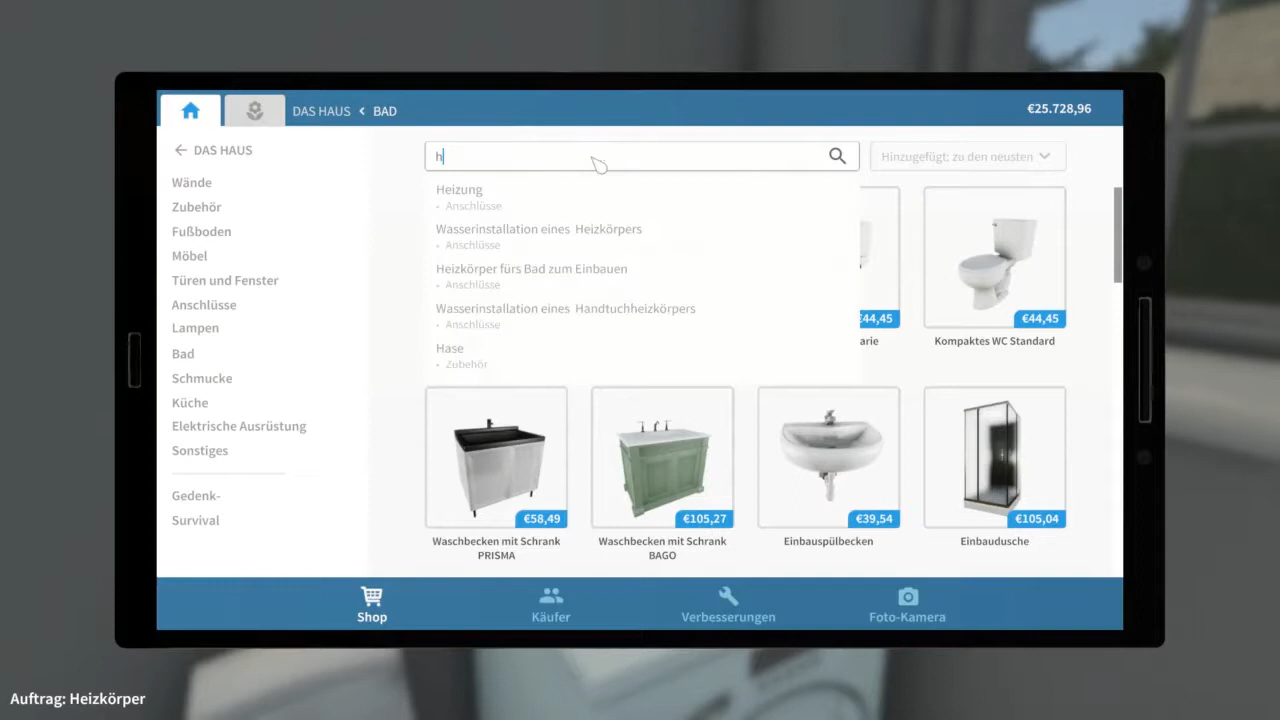 DAS HAUS < BAD
€25.728,96
← DAS HAUS
h
Hinzugefügt: zu den neusten
Wände
Zubehör
Fußboden
Möbel
Türen und Fenster
Anschlüsse
Lampen
Bad
Schmucke
Küche
Elektrische Ausrüstung
Sonstiges
Gedenk-
Survival
Heizung
• Anschlüsse
Wasserinstallation eines Heizkörpers
• Anschlüsse
Heizkörper fürs Bad zum Einbauen
• Anschlüsse
Wasserinstallation eines Handtuchheizkörpers
• Anschlüsse
Hase
• Zubehör
€44,45
€44,45
arie
Kompaktes WC Standard
€58,49
€105,27
€39,54
€105,04
Waschbecken mit Schrank
PRISMA
Waschbecken mit Schrank
BAGO
Einbauspülbecken
Einbaudusche
Shop
Käufer
Verbesserungen
Foto-Kamera
Auftrag: Heizkörper